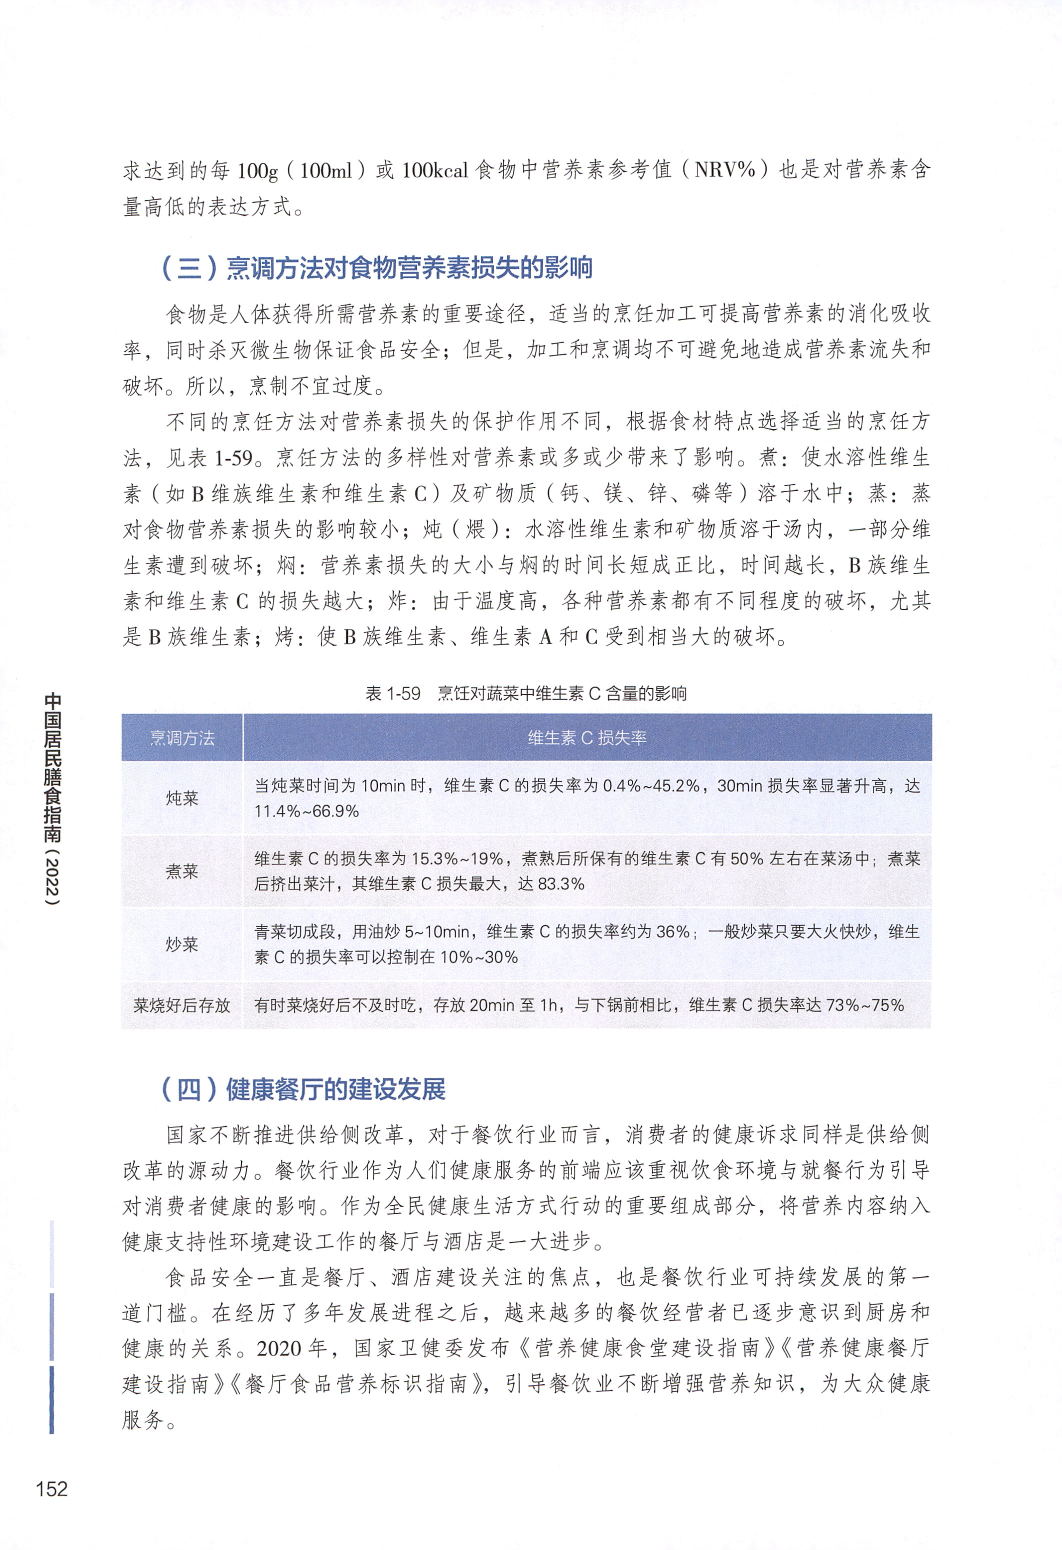 求达到的每 100g（100ml）或 100kcal 食物中营养素参考值（NRV%）也是对营养素含
量高低的表达方式。
（三）烹调方法对食物营养素损失的影响
食物是人体获得所需营养素的重要途径，适当的烹饪加工可提高营养素的消化吸收
率，同时杀灭微生物保证食品安全；但是，加工和烹调均不可避免地造成营养素流失和
破坏。所以，烹制不宜过度。
不同的烹饪方法对营养素损失的保护作用不同，根据食材特点选择适当的烹饪方
法，见表 1-59。烹饪方法的多样性对营养素或多或少带来了影响。煮：使水溶性维生
素（如 B 维族维生素和维生素 C）及矿物质（钙、镁、锌、磷等）溶于水中；蒸：蒸
对食物营养素损失的影响较小；炖（煨）：水溶性维生素和矿物质溶于汤内，一部分维
生素遭到破坏；焖：营养素损失的大小与焖的时间长短成正比，时间越长，B 族维生
素和维生素 C 的损失越大；炸：由于温度高，各种营养素都有不同程度的破坏，尤其
是 B 族维生素；烤：使 B 族维生素、维生素 A 和 C 受到相当大的破坏。
表 1-59　烹饪对蔬菜中维生素 C 含量的影响
烹调方法　维生素 C 损失率
炖菜　当炖菜时间为 10min 时，维生素 C 的损失率为 0.4%~45.2%，30min 损失率显著升高，达
11.4%~66.9%
煮菜　维生素 C 的损失率为 15.3%~19%，煮熟后所保有的维生素 C 有 50% 左右在菜汤中；煮菜
后挤出菜汁，其维生素 C 损失最大，达 83.3%
炒菜　青菜切成段，用油炒 5~10min，维生素 C 的损失率约为 36%；一般炒菜只要大火快炒，维生
素 C 的损失率可以控制在 10%~30%
菜烧好后存放　有时菜烧好后不及时吃，存放 20min 至 1h，与下锅前相比，维生素 C 损失率达 73%~75%
（四）健康餐厅的建设发展
国家不断推进供给侧改革，对于餐饮行业而言，消费者的健康诉求同样是供给侧
改革的源动力。餐饮行业作为人们健康服务的前端应该重视饮食环境与就餐行为引导
对消费者健康的影响。作为全民健康生活方式行动的重要组成部分，将营养内容纳入
健康支持性环境建设工作的餐厅与酒店是一大进步。
食品安全一直是餐厅、酒店建设关注的焦点，也是餐饮行业可持续发展的第一
道门槛。在经历了多年发展进程之后，越来越多的餐饮经营者已逐步意识到厨房和
健康的关系。2020 年，国家卫健委发布《营养健康食堂建设指南》《营养健康餐厅
建设指南》《餐厅食品营养标识指南》，引导餐饮业不断增强营养知识，为大众健康
服务。
中国居民膳食指南（2022）
152